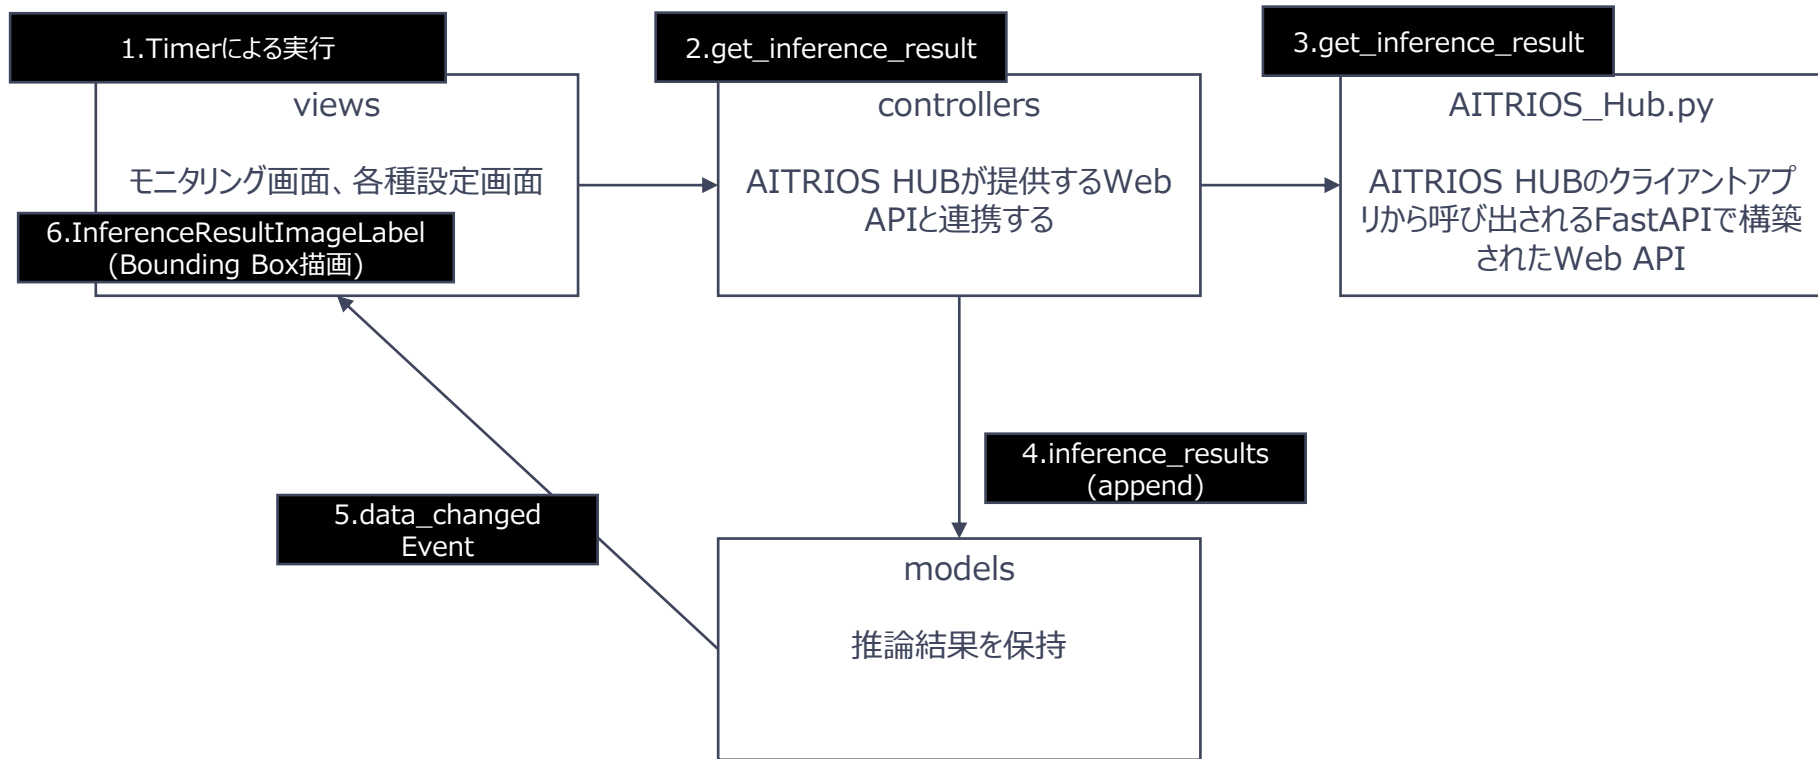 1.Timerによる実行
views
モニタリング画面、各種設定画面
6.InferenceResultImageLabel
(Bounding Box描画)
2.get_inference_result
controllers
AITRIOS HUBが提供するWeb
APIと連携する
3.get_inference_result
AITRIOS_Hub.py
AITRIOS HUBのクライアントアプ
リから呼び出されるFastAPIで構築
されたWeb API
4.inference_results
(append)
5.data_changed
Event
models
推論結果を保持